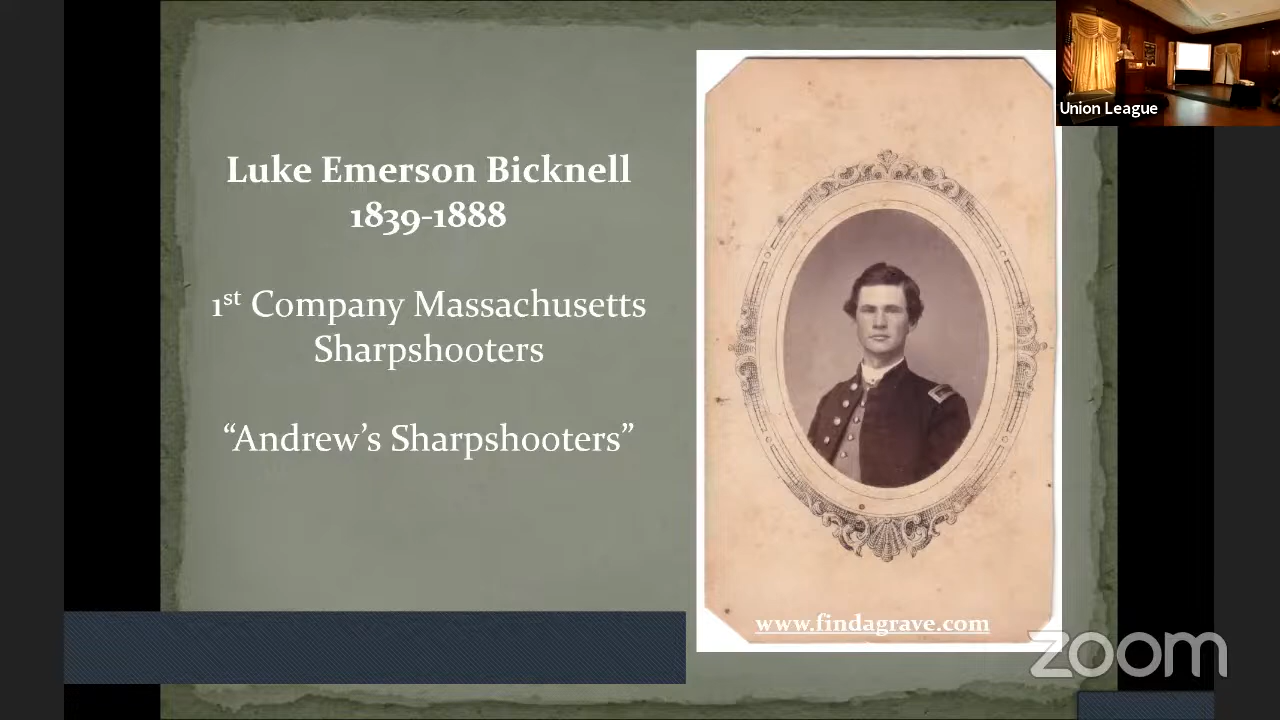 Luke Emerson Bicknell
1839-1888
1st Company Massachusetts
Sharpshooters
“Andrew’s Sharpshooters”
www.findagrave.com
Union League
zoom